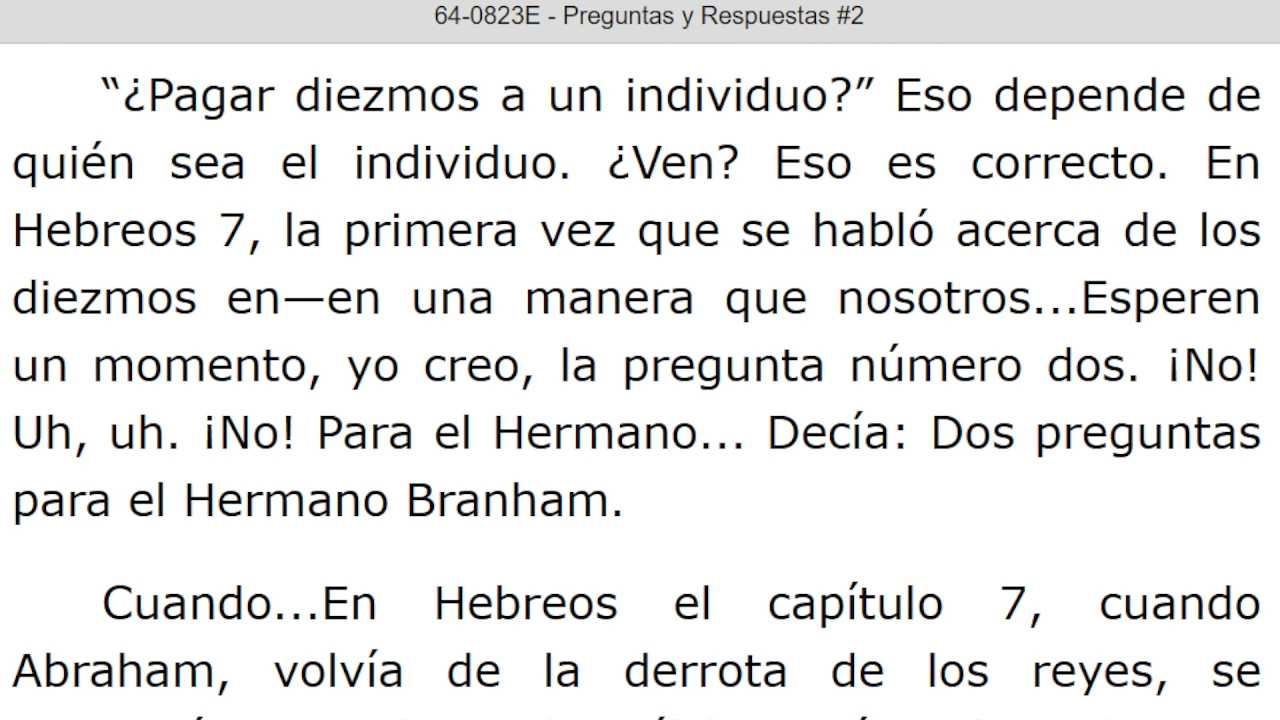 64-0823E - Preguntas y Respuestas #2
“¿Pagar diezmos a un individuo?” Eso depende de
quién sea el individuo. ¿Ven? Eso es correcto. En
Hebreos 7, la primera vez que se habló acerca de los
diezmos en—en una manera que nosotros...Esperen
un momento, yo creo, la pregunta número dos. ¡No!
Uh, uh. ¡No! Para el Hermano... Decía: Dos preguntas
para el Hermano Branham.
Cuando...En Hebreos el capítulo 7, cuando
Abraham, volvía de la derrota de los reyes, se